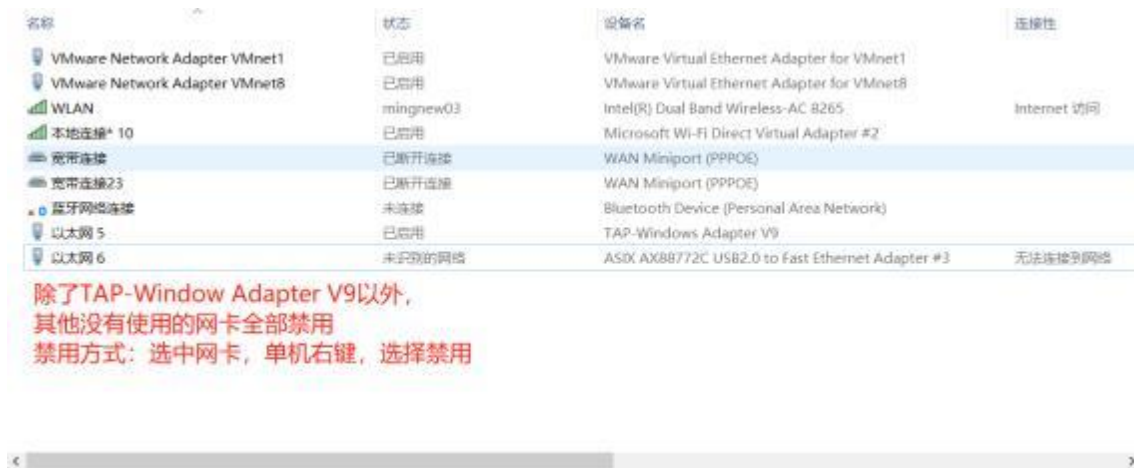 名称 状态 设备名 连接性
VMware Network Adapter VMnet1 已启用 VMware Virtual Ethernet Adapter for VMnet1
VMware Network Adapter VMnet8 已启用 VMware Virtual Ethernet Adapter for VMnet8
WLAN mingnew03 Intel(R) Dual Band Wireless-AC 8265 Internet 访问
本地连接* 10 已启用 Microsoft Wi-Fi Direct Virtual Adapter #2
宽带连接 已断开连接 WAN Miniport (PPPOE)
宽带连接23 已断开连接 WAN Miniport (PPPOE)
蓝牙网络连接 未连接 Bluetooth Device (Personal Area Network)
以太网 5 已启用 TAP-Windows Adapter V9
以太网 6 未识别的网络 ASIX AX88772C USB2.0 to Fast Ethernet Adapter #3 无法连接到网络
除了TAP-Window Adapter V9以外，
其他没有使用的网卡全部禁用
禁用方式：选中网卡，单机右键，选择禁用